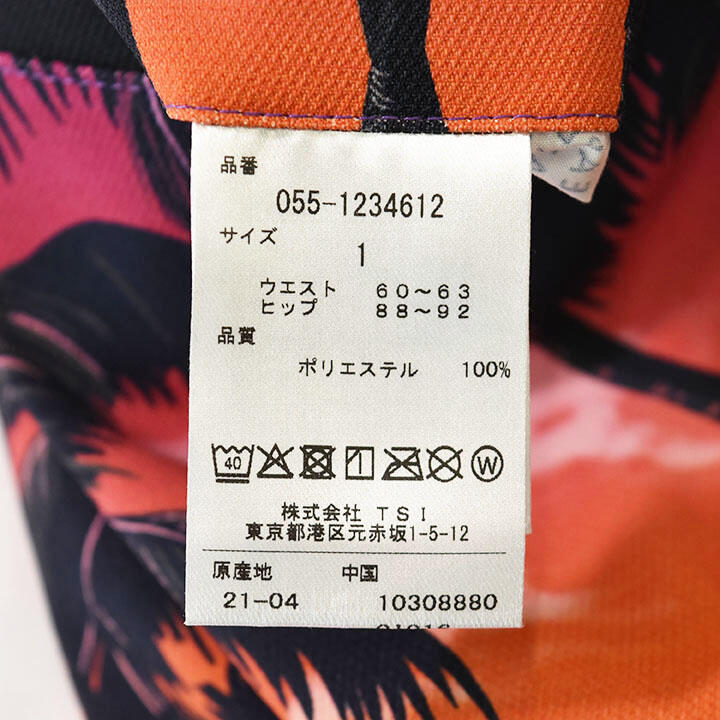 品番
055-1234612
サイズ
1
ウエスト 60～63
ヒップ 88～92
品質
ポリエステル 100%
40 W
株式会社 TSI
東京都港区元赤坂1-5-12
原産地 中国
21-04 10308880